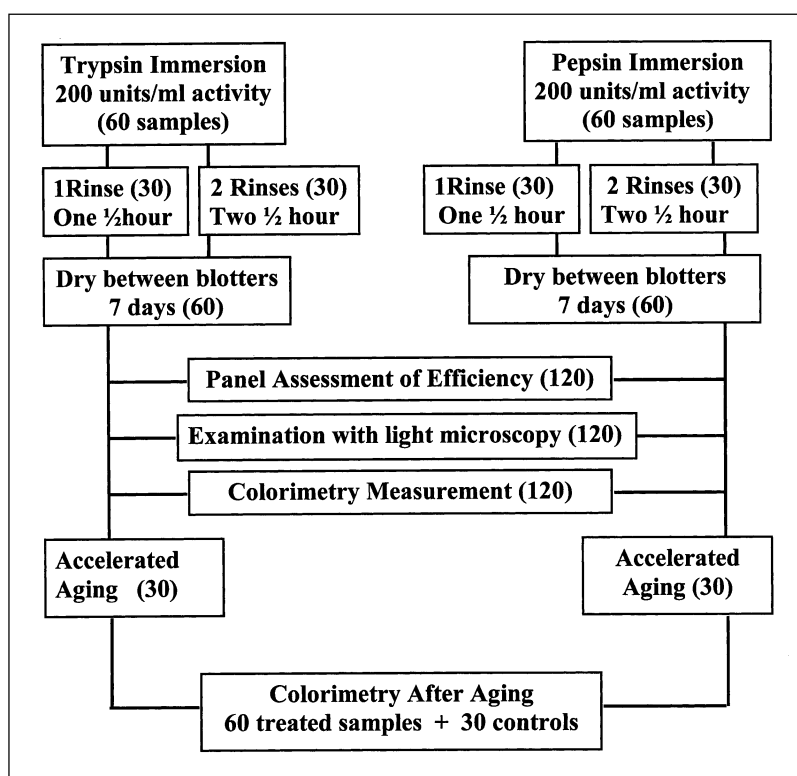 Trypsin Immersion
200 units/ml activity
(60 samples)
Pepsin Immersion
200 units/ml activity
(60 samples)
1Rinse (30)
One ½hour
2 Rinses (30)
Two ½ hour
1Rinse (30)
One ½ hour
2 Rinses (30)
Two ½ hour
Dry between blotters
7 days (60)
Dry between blotters
7 days (60)
Panel Assessment of Efficiency (120)
Examination with light microscopy (120)
Colorimetry Measurement (120)
Accelerated
Aging (30)
Accelerated
Aging (30)
Colorimetry After Aging
60 treated samples + 30 controls